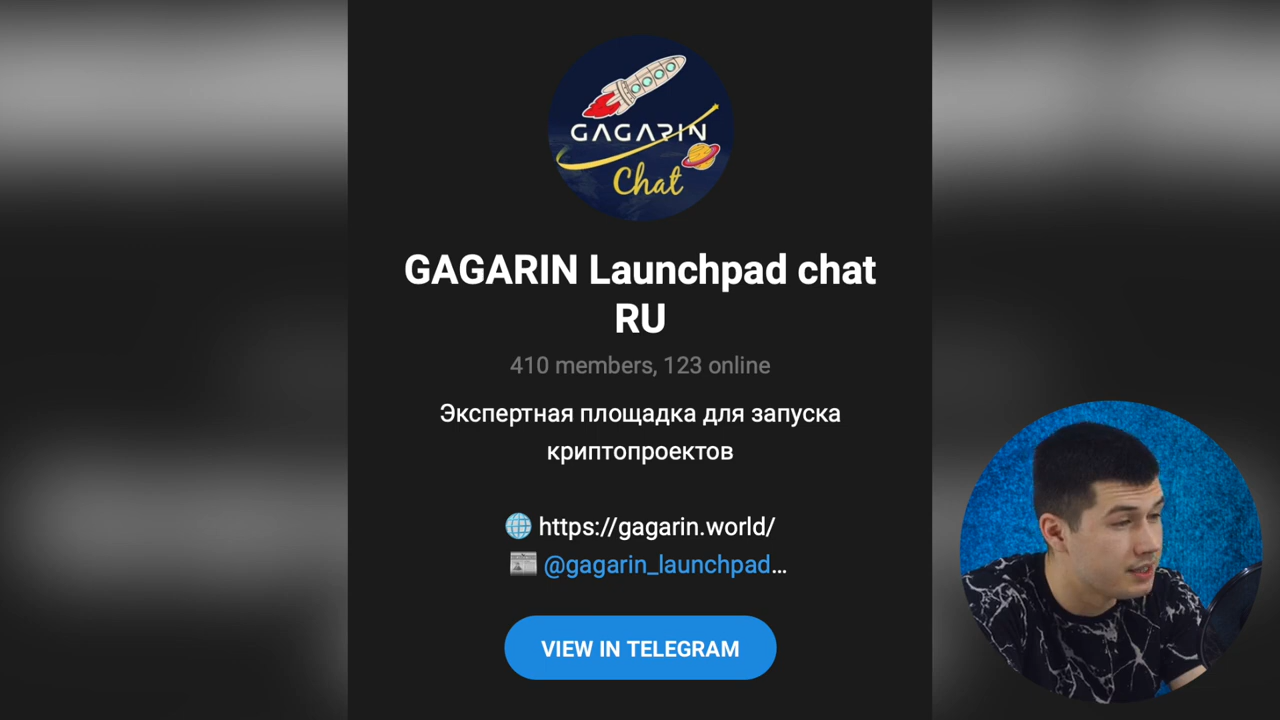 GAGARIN
Chat
GAGARIN Launchpad chat
RU
410 members, 123 online
Экспертная площадка для запуска
криптопроектов
https://gagarin.world/
@gagarin_launchpad...
VIEW IN TELEGRAM